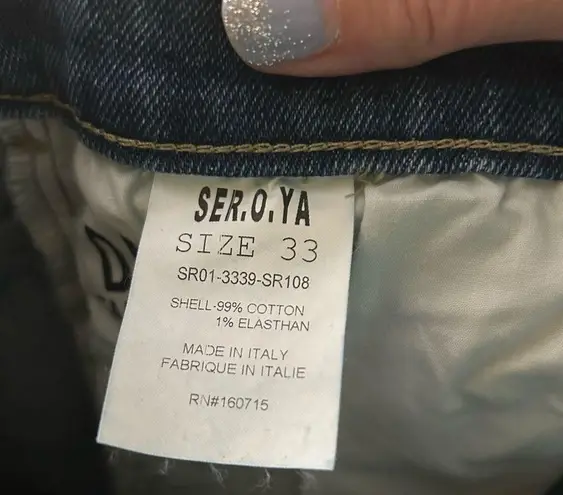 SER.O.YA
SIZE 33
SR01-3339-SR108
SHELL-99% COTTON
1% ELASTHAN
MADE IN ITALY
FABRIQUE IN ITALIE
RN#160715